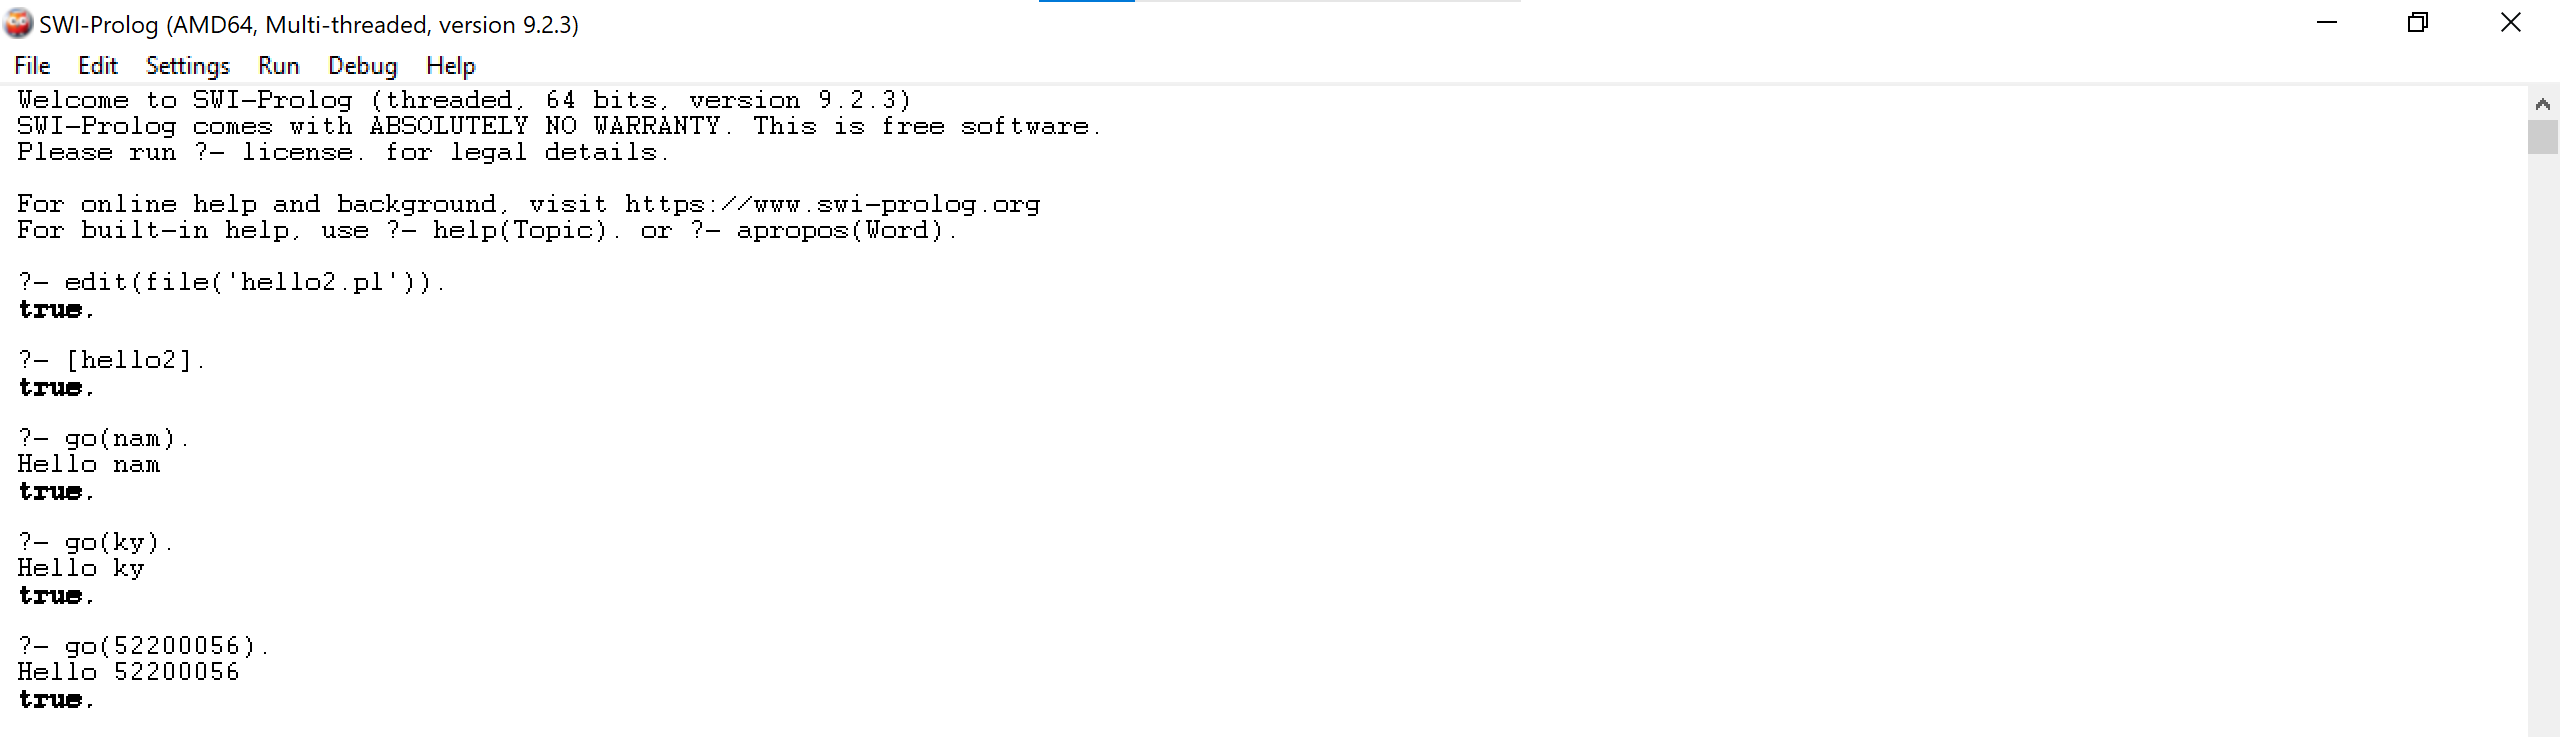 SWI-Prolog (AMD64, Multi-threaded, version 9.2.3)
File Edit Settings Run Debug Help
Welcome to SWI-Prolog (threaded, 64 bits, version 9.2.3)
SWI-Prolog comes with ABSOLUTELY NO WARRANTY. This is free software.
Please run ?- license. for legal details.

For online help and background, visit https://www.swi-prolog.org
For built-in help, use ?- help(Topic). or ?- apropos(Word).

?- edit(file('hello2.pl')).
true.

?- [hello2].
true.

?- go(nam).
Hello nam
true.

?- go(ky).
Hello ky
true.

?- go(52200056).
Hello 52200056
true.